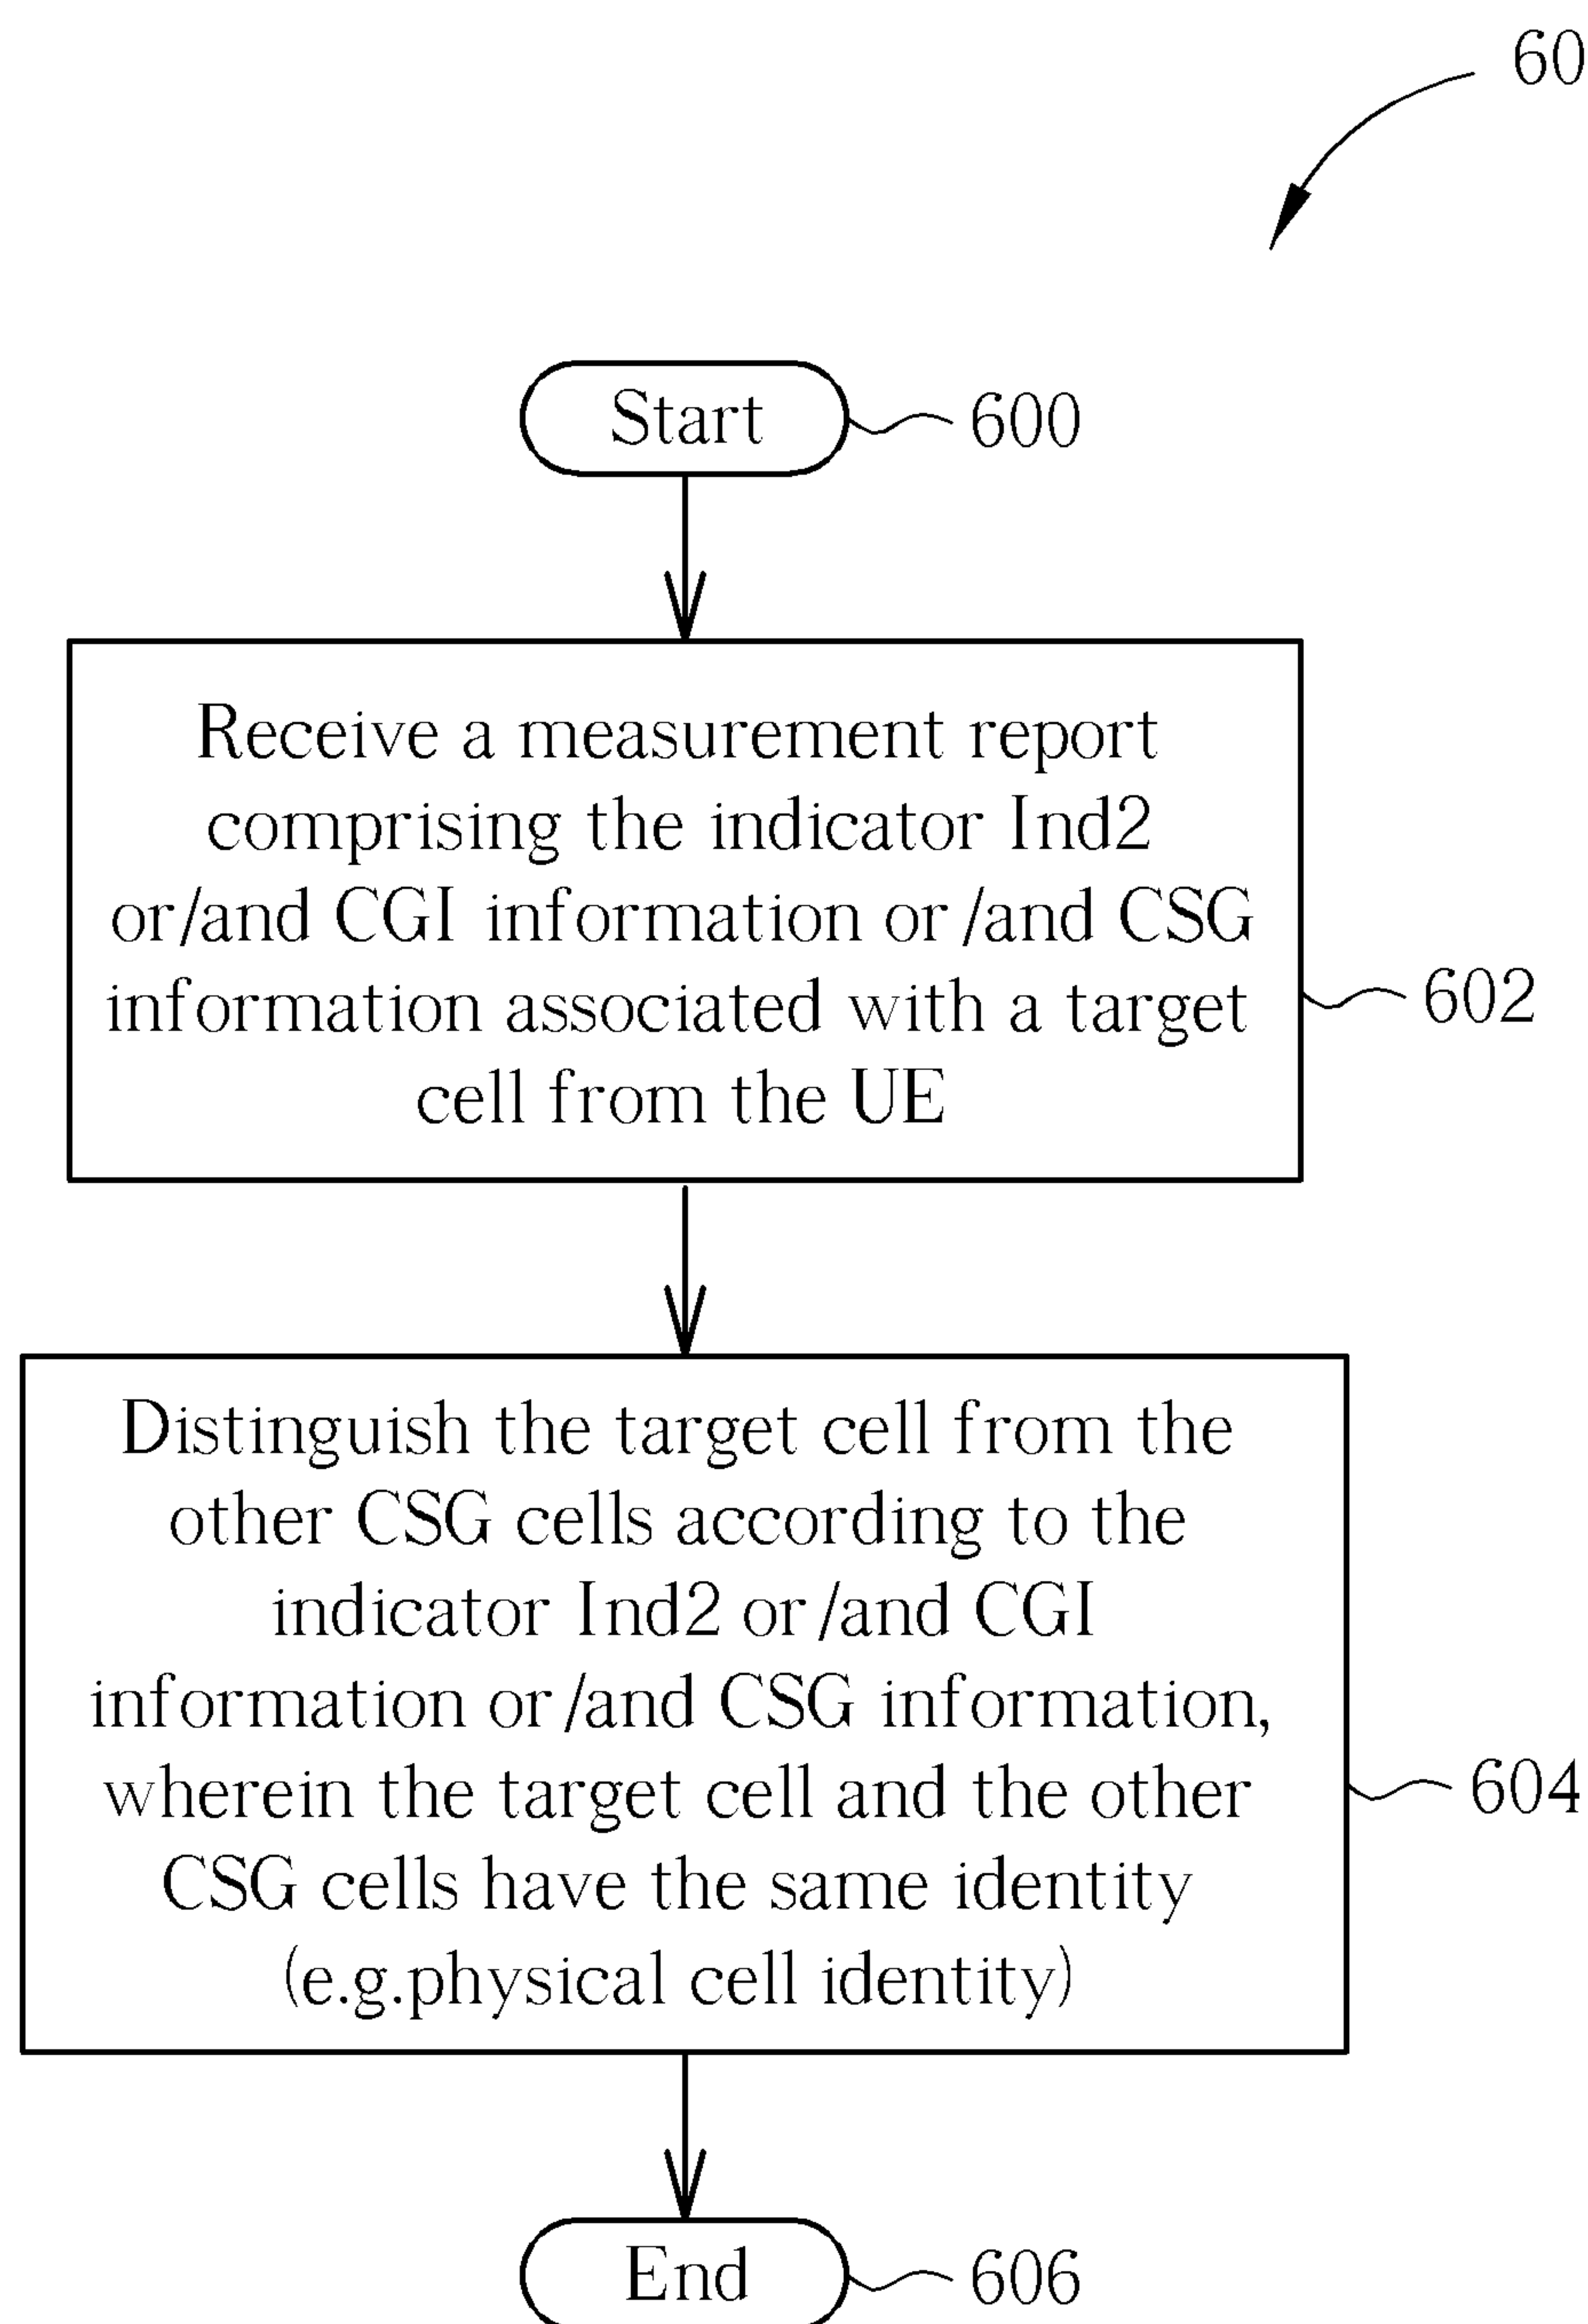 60
Start
600
Receive a measurement report
comprising the indicator Ind2
or/and CGI information or/and CSG
information associated with a target
cell from the UE
602
Distinguish the target cell from the
other CSG cells according to the
indicator Ind2 or/and CGI
information or/and CSG information,
wherein the target cell and the other
CSG cells have the same identity
(e.g.physical cell identity)
604
End
606